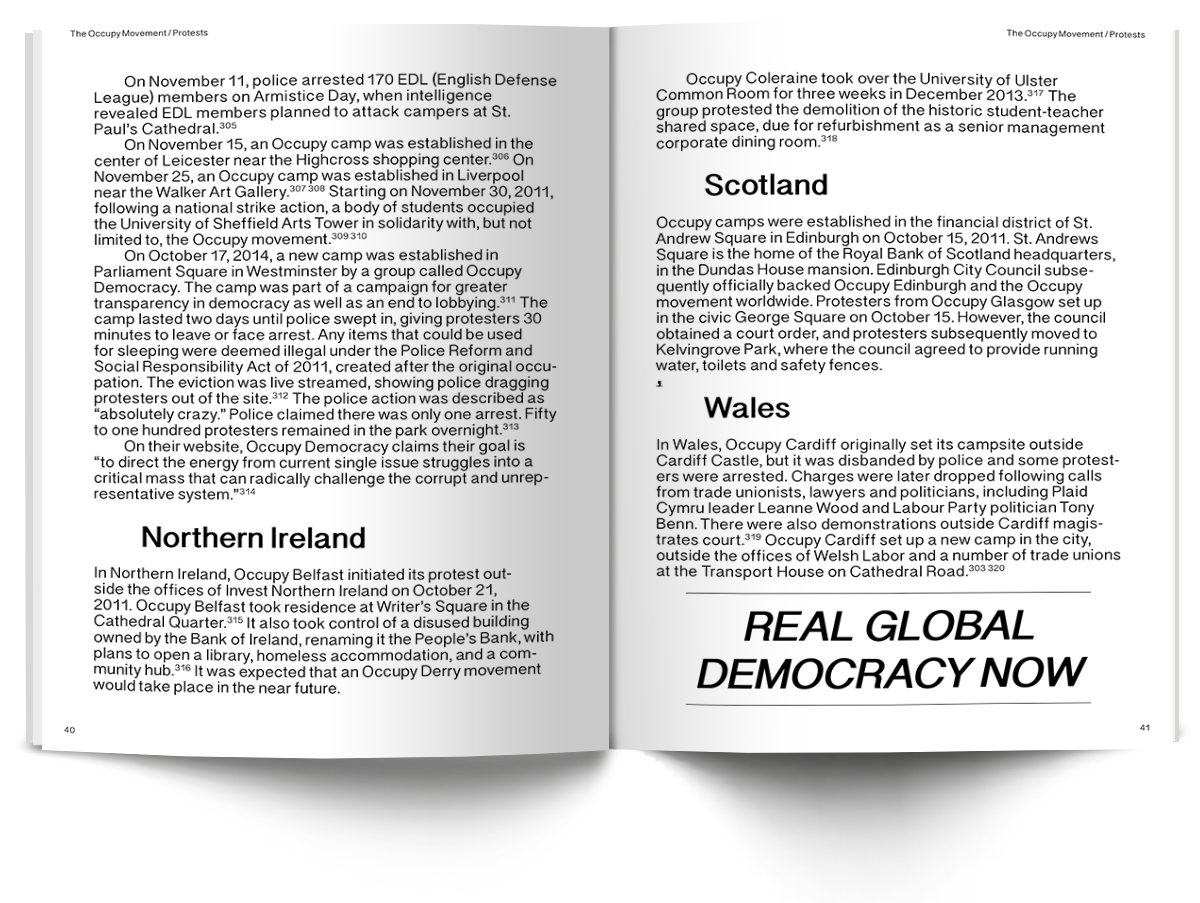 The Occupy Movement / Protests
On November 11, police arrested 170 EDL (English Defense
League) members on Armistice Day, when intelligence
revealed EDL members planned to attack campers at St.
Paul's Cathedral.305
On November 15, an Occupy camp was established in the
center of Leicester near the Highcross shopping center.306 On
November 25, an Occupy camp was established in Liverpool
near the Walker Art Gallery.307 308 Starting on November 30, 2011,
following a national strike action, a body of students occupied
the University of Sheffield Arts Tower in solidarity with, but not
limited to, the Occupy movement.309 310
On October 17, 2014, a new camp was established in
Parliament Square in Westminster by a group called Occupy
Democracy. The camp was part of a campaign for greater
transparency in democracy as well as an end to lobbying.311 The
camp lasted two days until police swept in, giving protesters 30
minutes to leave or face arrest. Any items that could be used
for sleeping were deemed illegal under the Police Reform and
Social Responsibility Act of 2011, created after the original occu-
pation. The eviction was live streamed, showing police dragging
protesters out of the site.312 The police action was described as
“absolutely crazy.” Police claimed there was only one arrest. Fifty
to one hundred protesters remained in the park overnight.313
On their website, Occupy Democracy claims their goal is
“to direct the energy from current single issue struggles into a
critical mass that can radically challenge the corrupt and unrep-
resentative system.”314
Northern Ireland
In Northern Ireland, Occupy Belfast initiated its protest out-
side the offices of Invest Northern Ireland on October 21,
2011. Occupy Belfast took residence at Writer's Square in the
Cathedral Quarter.315 It also took control of a disused building
owned by the Bank of Ireland, renaming it the People's Bank, with
plans to open a library, homeless accommodation, and a com-
munity hub.316 It was expected that an Occupy Derry movement
would take place in the near future.
40
The Occupy Movement / Protests
Occupy Coleraine took over the University of Ulster
Common Room for three weeks in December 2013.317 The
group protested the demolition of the historic student-teacher
shared space, due for refurbishment as a senior management
corporate dining room.318
Scotland
Occupy camps were established in the financial district of St.
Andrew Square in Edinburgh on October 15, 2011. St. Andrews
Square is the home of the Royal Bank of Scotland headquarters,
in the Dundas House mansion. Edinburgh City Council subse-
quently officially backed Occupy Edinburgh and the Occupy
movement worldwide. Protesters from Occupy Glasgow set up
in the civic George Square on October 15. However, the council
obtained a court order, and protesters subsequently moved to
Kelvingrove Park, where the council agreed to provide running
water, toilets and safety fences.
Wales
In Wales, Occupy Cardiff originally set its campsite outside
Cardiff Castle, but it was disbanded by police and some protest-
ers were arrested. Charges were later dropped following calls
from trade unionists, lawyers and politicians, including Plaid
Cymru leader Leanne Wood and Labour Party politician Tony
Benn. There were also demonstrations outside Cardiff magis-
trates court.319 Occupy Cardiff set up a new camp in the city,
outside the offices of Welsh Labor and a number of trade unions
at the Transport House on Cathedral Road.303 320
REAL GLOBAL
DEMOCRACY NOW
41